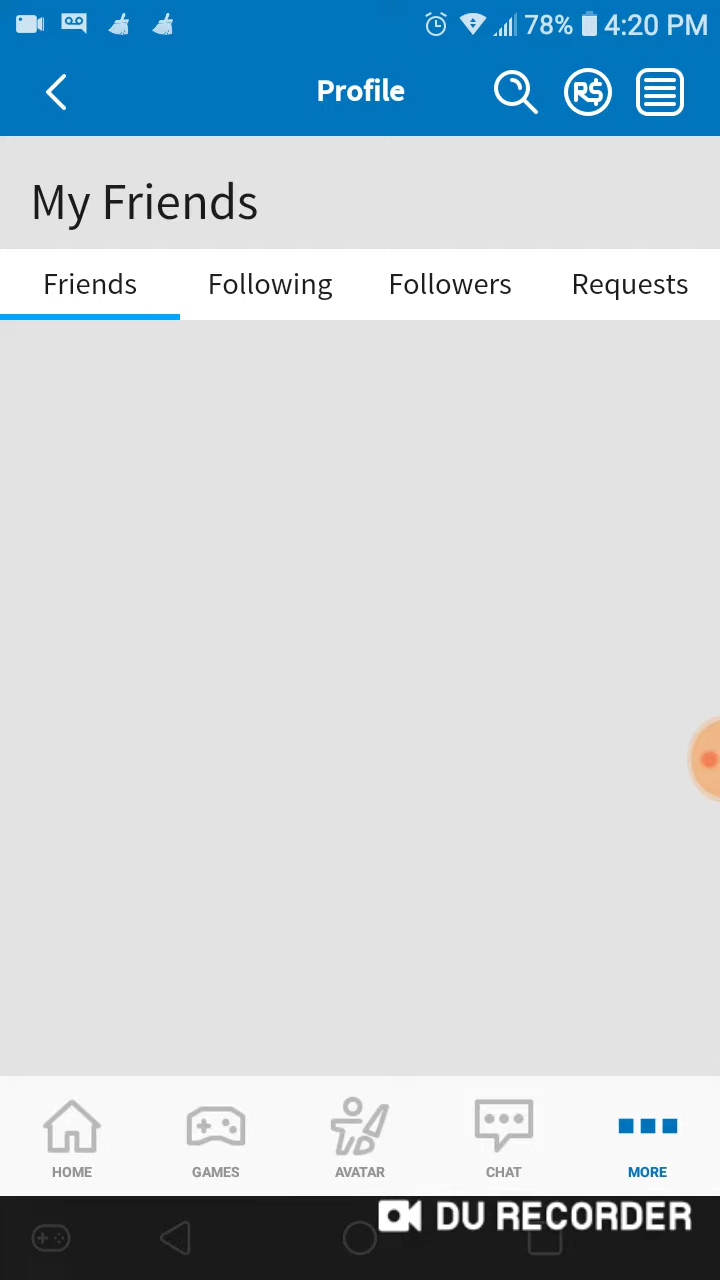 78% 4:20 PM
Profile
R$
My Friends
Friends Following Followers Requests
HOME GAMES AVATAR CHAT MORE
DU RECORDER